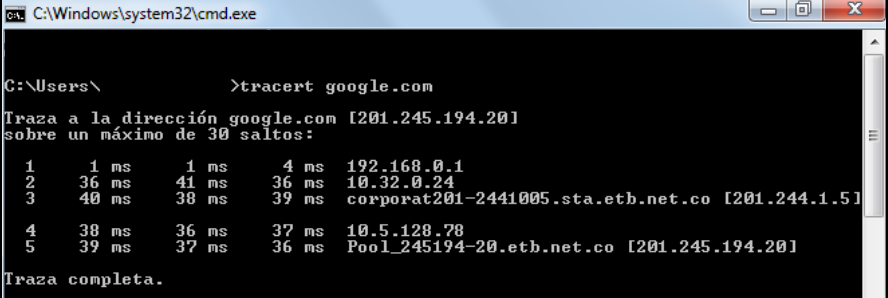 C:\Windows\system32\cmd.exe
C:\Users\ >tracert google.com
Traza a la dirección google.com [201.245.194.20]
sobre un máximo de 30 saltos:
1 1 ms 1 ms 4 ms 192.168.0.1
2 36 ms 41 ms 36 ms 10.32.0.24
3 40 ms 38 ms 39 ms corporat201-2441005.sta.etb.net.co [201.244.1.5]
4 38 ms 36 ms 37 ms 10.5.128.78
5 39 ms 37 ms 36 ms Pool_245194-20.etb.net.co [201.245.194.20]
Traza completa.